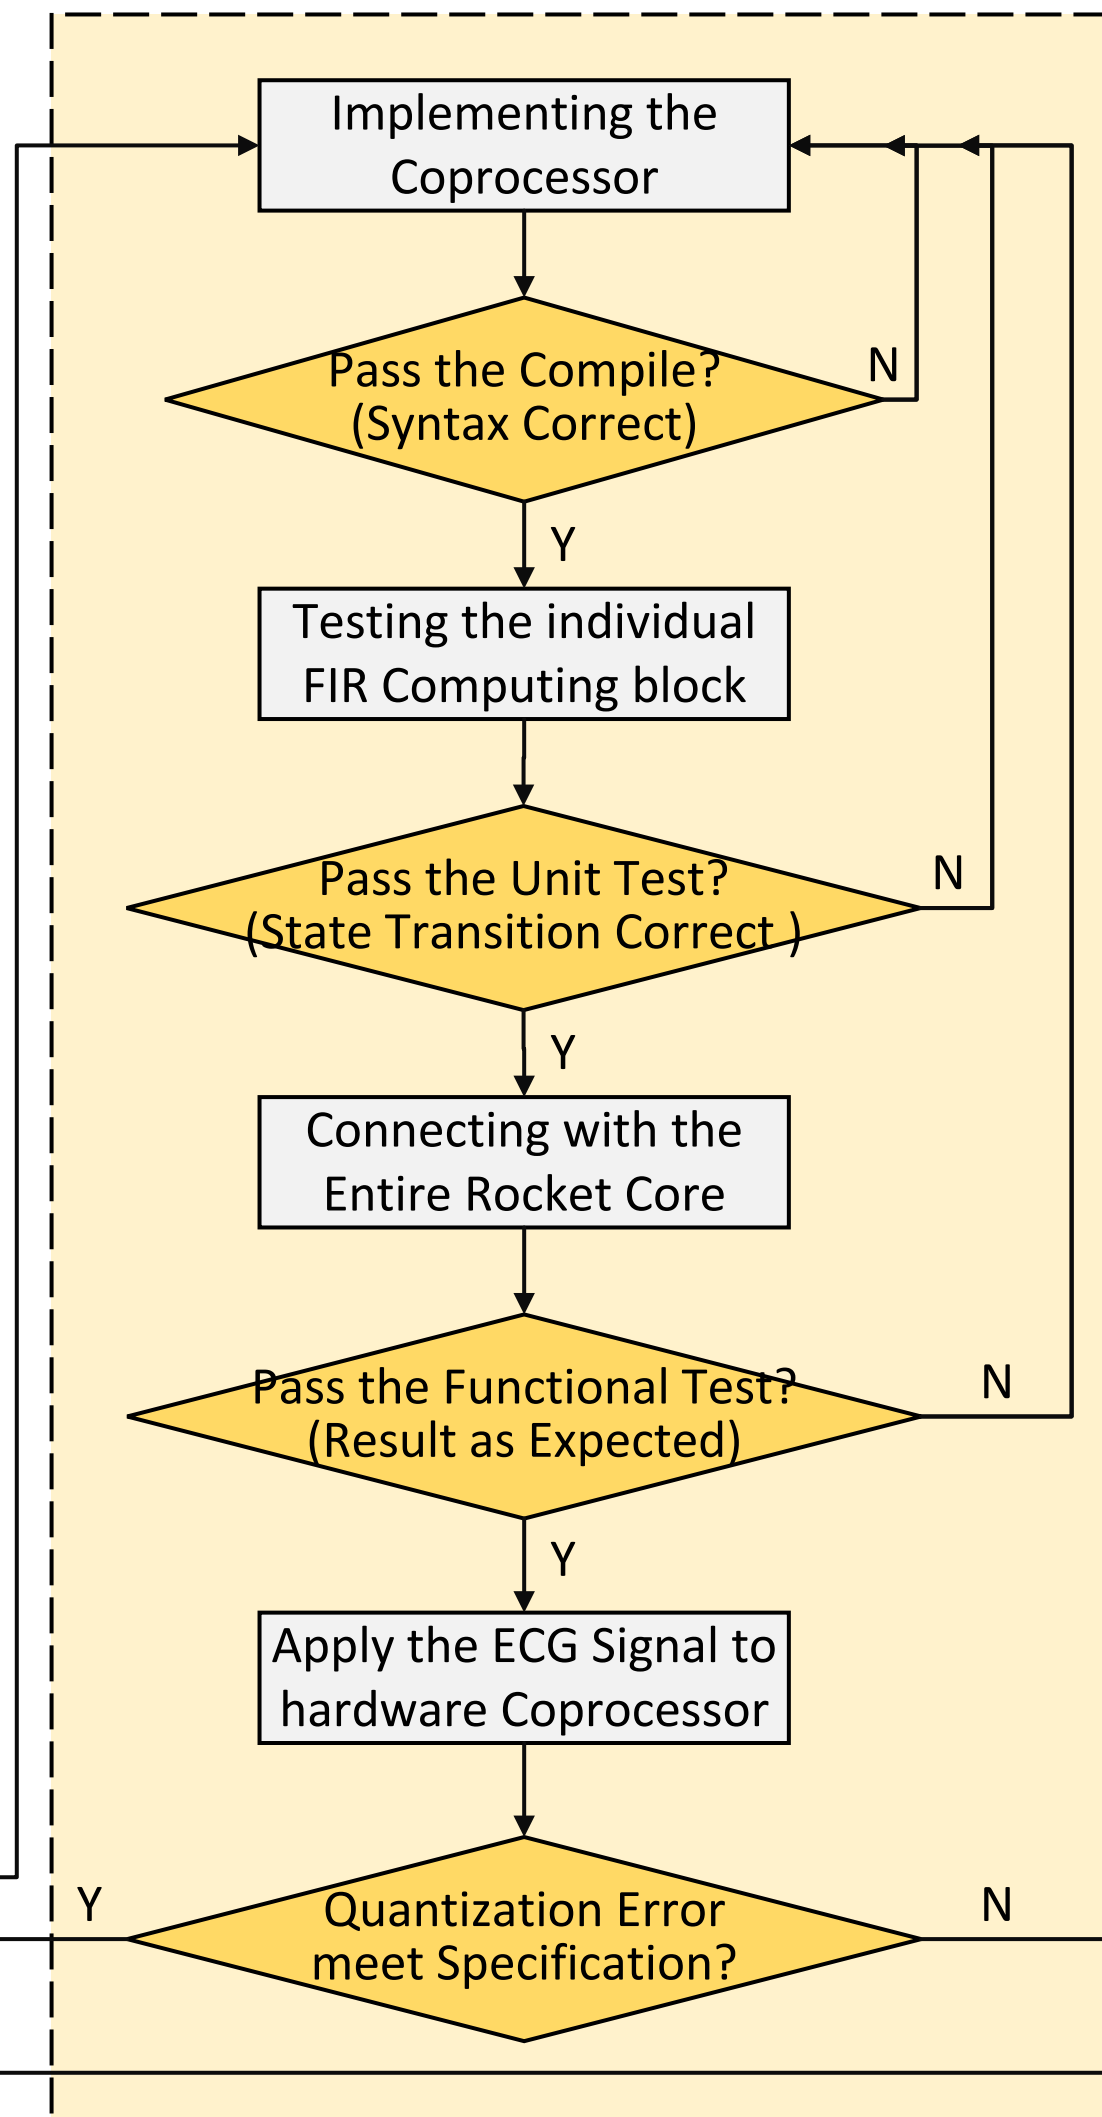 Implementing the
Coprocessor
Pass the Compile?
(Syntax Correct)
N
Y
Testing the individual
FIR Computing block
Pass the Unit Test?
(State Transition Correct )
N
Y
Connecting with the
Entire Rocket Core
Pass the Functional Test?
(Result as Expected)
N
Y
Apply the ECG Signal to
hardware Coprocessor
Y
Quantization Error
meet Specification?
N